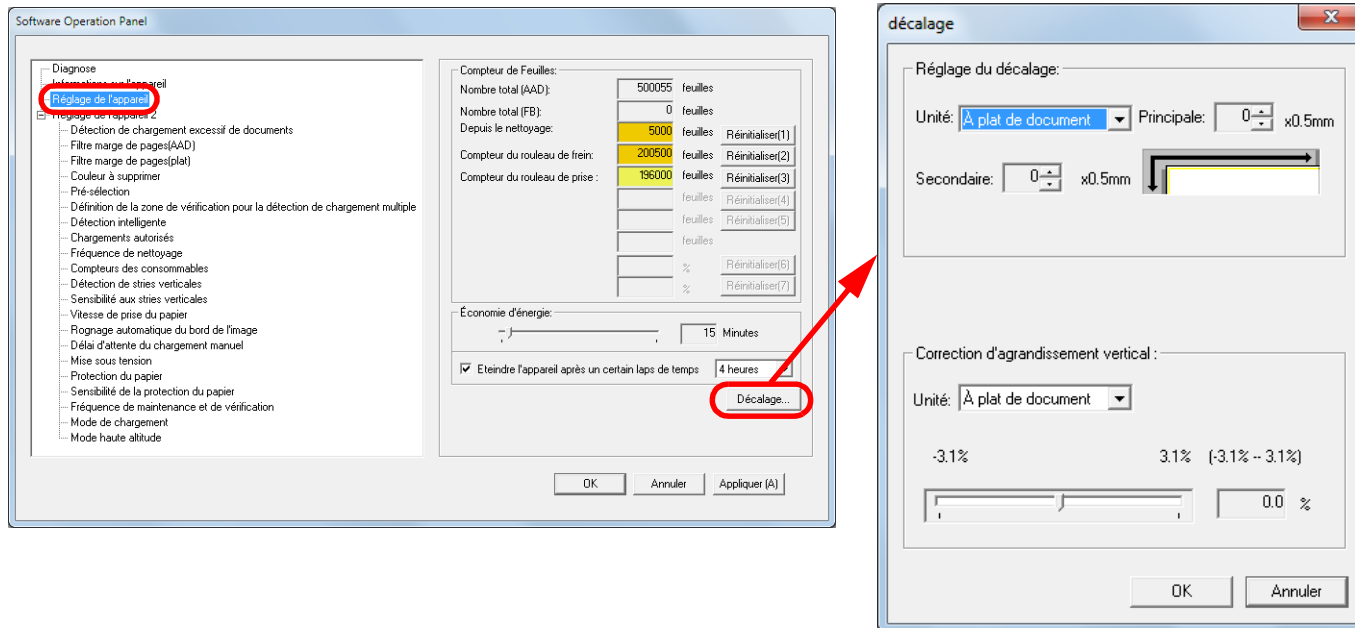 Software Operation Panel
Diagnose
Informations sur l'appareil
Réglage de l'appareil
Réglage de l'appareil 2
Détection de chargement excessif de documents
Filtre marge de pages(AAD)
Filtre marge de pages(plat)
Couleur à supprimer
Pré-sélection
Définition de la zone de vérification pour la détection de chargement multiple
Détection intelligente
Chargements autorisés
Fréquence de nettoyage
Compteurs des consommables
Détection de stries verticales
Sensibilité aux stries verticales
Vitesse de prise du papier
Rognage automatique du bord de l'image
Délai d'attente du chargement manuel
Mise sous tension
Protection du papier
Sensibilité de la protection du papier
Fréquence de maintenance et de vérification
Mode de chargement
Mode haute altitude
Compteur de Feuilles:
Nombre total (AAD): 500055 feuilles
Nombre total (FB): 0 feuilles
Depuis le nettoyage: 5000 feuilles Réinitialiser(1)
Compteur du rouleau de frein: 200500 feuilles Réinitialiser(2)
Compteur du rouleau de prise : 196000 feuilles Réinitialiser(3)
feuilles Réinitialiser(4)
feuilles Réinitialiser(5)
feuilles
% Réinitialiser(6)
% Réinitialiser(7)
Économie d'énergie:
15 Minutes
Eteindre l'appareil après un certain laps de temps 4 heures
Décalage...
OK Annuler Appliquer (A)
décalage
Réglage du décalage:
Unité: À plat de document Principale: 0 x0.5mm
Secondaire: 0 x0.5mm
Correction d'agrandissement vertical :
Unité: À plat de document
-3.1% 3.1% (-3.1% -- 3.1%)
0.0 %
OK Annuler